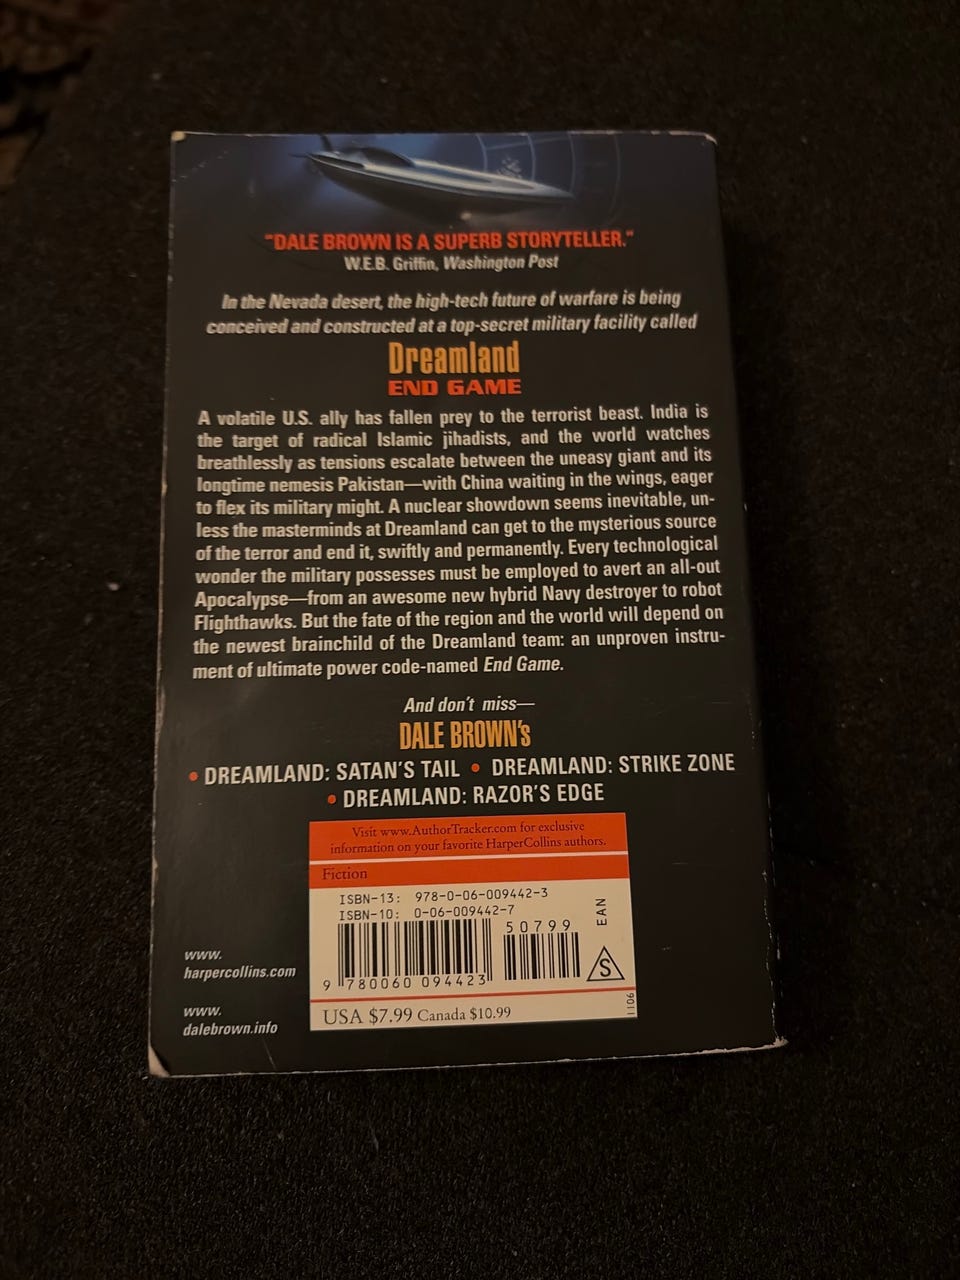 "DALE BROWN IS A SUPERB STORYTELLER."
W.E.B. Griffin, Washington Post
In the Nevada desert, the high-tech future of warfare is being
conceived and constructed at a top-secret military facility called
Dreamland
END GAME
A volatile U.S. ally has fallen prey to the terrorist beast. India is
the target of radical Islamic jihadists, and the world watches
breathlessly as tensions escalate between the uneasy giant and its
longtime nemesis Pakistan—with China waiting in the wings, eager
to flex its military might. A nuclear showdown seems inevitable, un-
less the masterminds at Dreamland can get to the mysterious source
of the terror and end it, swiftly and permanently. Every technological
wonder the military possesses must be employed to avert an all-out
Apocalypse—from an awesome new hybrid Navy destroyer to robot
Flighthawks. But the fate of the region and the world will depend on
the newest brainchild of the Dreamland team: an unproven instru-
ment of ultimate power code-named End Game.
And don't miss—
DALE BROWN's
• DREAMLAND: SATAN'S TAIL • DREAMLAND: STRIKE ZONE
• DREAMLAND: RAZOR'S EDGE
Visit www.AuthorTracker.com for exclusive
information on your favorite HarperCollins authors.
Fiction
ISBN-13: 978-0-06-009442-3
ISBN-10: 0-06-009442-7
50799
EAN
S
9 780060 094423
USA $7.99 Canada $10.99
1106
www.
harpercollins.com
www.
dalebrown.info